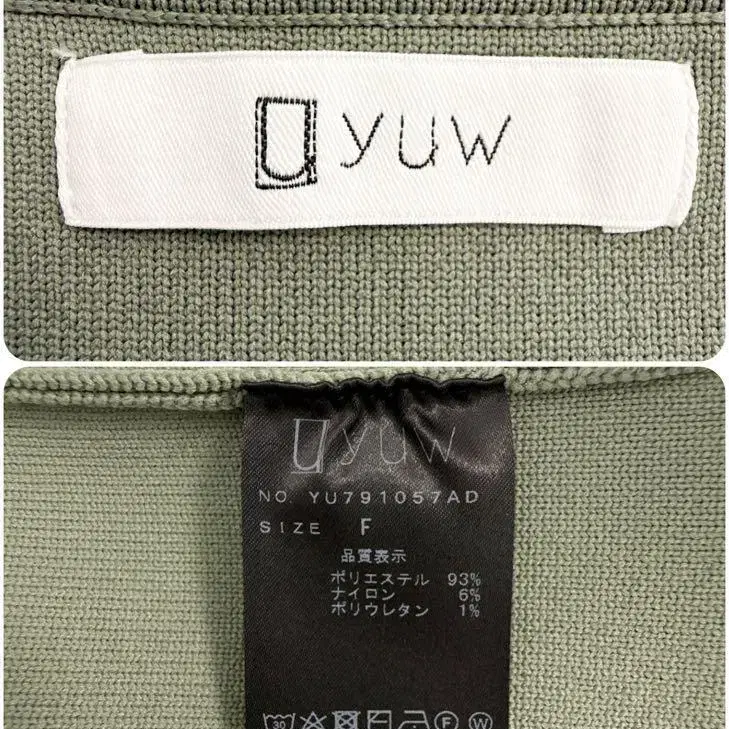 u yuw
u yuw
NO. YU791057AD
SIZE F
品質表示
ポリエステル 93%
ナイロン 6%
ポリウレタン 1%
30 F W